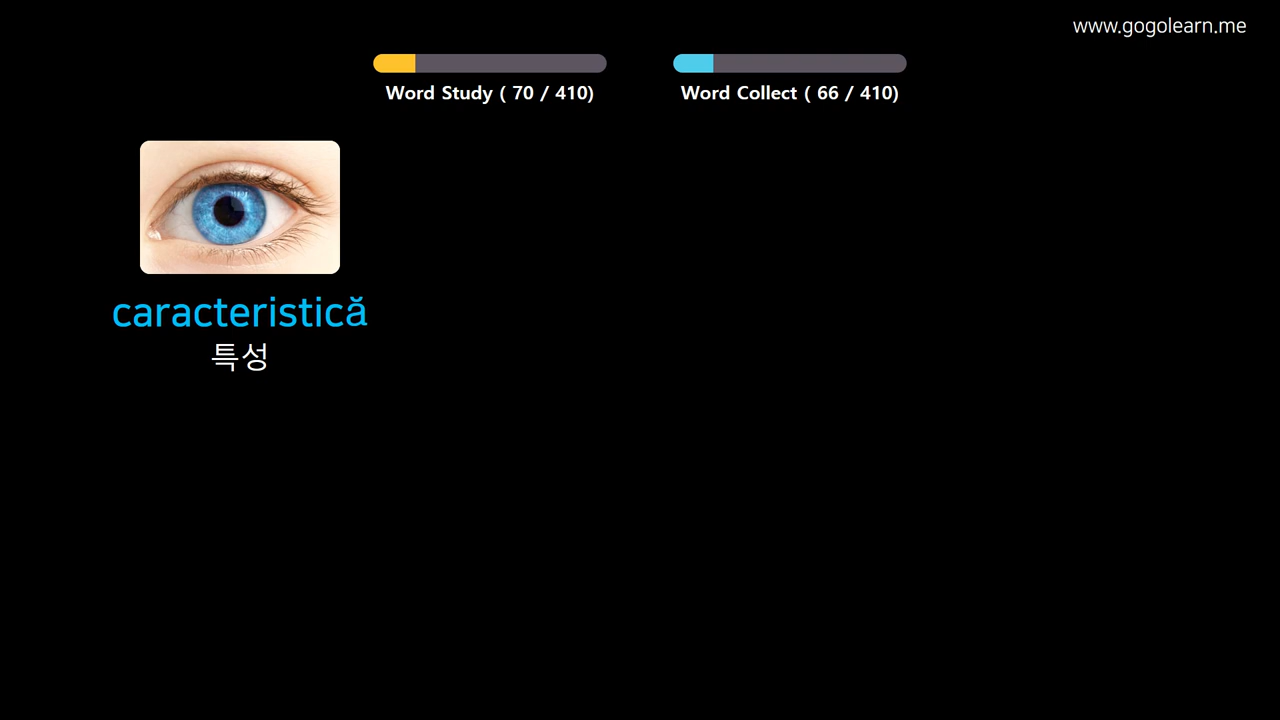 www.gogolearn.me
Word Study ( 70 / 410)
Word Collect ( 66 / 410)
caracteristică
특성